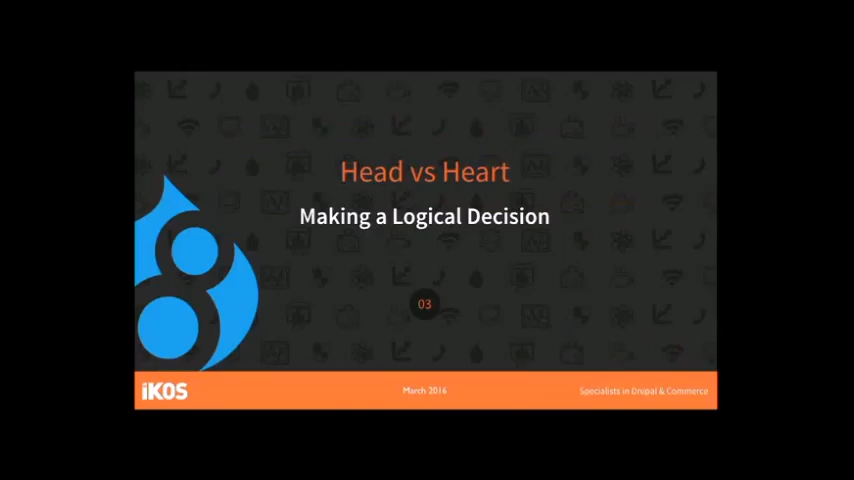 Head vs Heart
Making a Logical Decision
03
iKOS
March 2016
Specialists in Drupal & Commerce